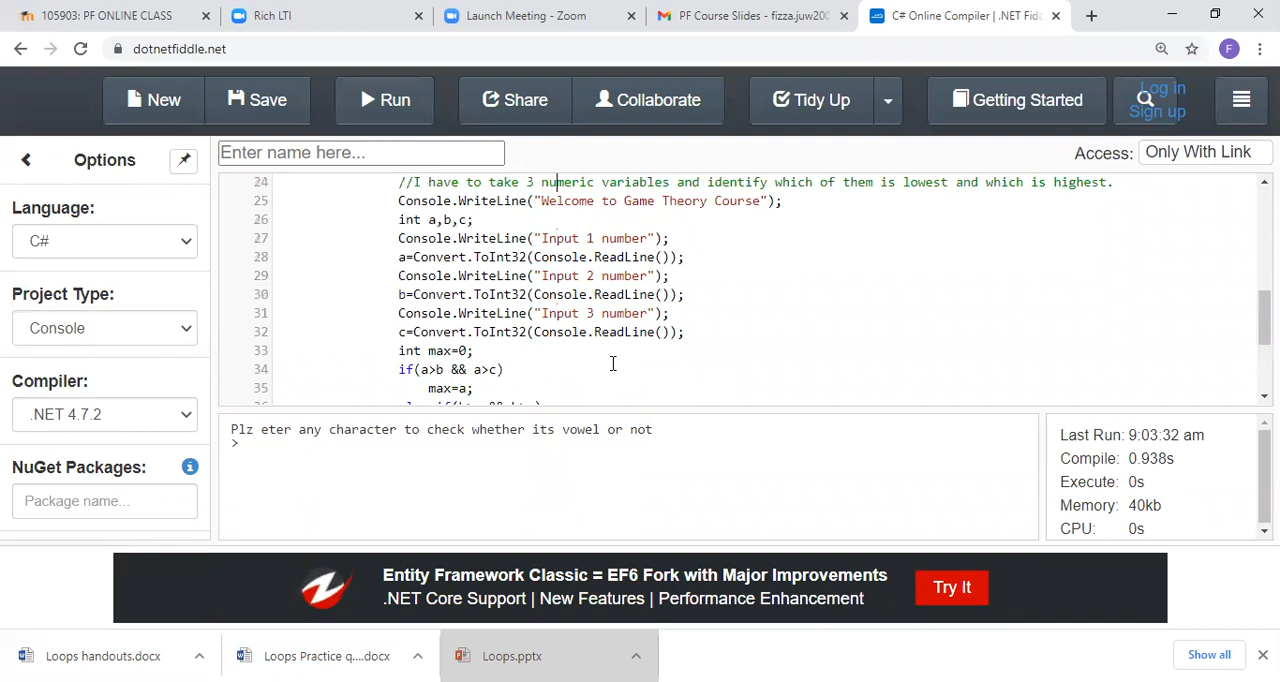 105903: PF ONLINE CLASS
Rich LTI
Launch Meeting - Zoom
PF Course Slides - fizza.juw200
C# Online Compiler | .NET Fidd
dotnetfiddle.net
F
New
Save
Run
Share
Collaborate
Tidy Up
Getting Started
Log in
Sign up
Options
Enter name here...
Access:
Only With Link
Language:
C#
Project Type:
Console
Compiler:
.NET 4.7.2
NuGet Packages:
Package name...
24 //I have to take 3 numeric variables and identify which of them is lowest and which is highest.
25 Console.WriteLine("Welcome to Game Theory Course");
26 int a,b,c;
27 Console.WriteLine("Input 1 number");
28 a=Convert.ToInt32(Console.ReadLine());
29 Console.WriteLine("Input 2 number");
30 b=Convert.ToInt32(Console.ReadLine());
31 Console.WriteLine("Input 3 number");
32 c=Convert.ToInt32(Console.ReadLine());
33 int max=0;
34 if(a>b && a>c)
35 max=a;
Plz eter any character to check whether its vowel or not
>
Last Run: 9:03:32 am
Compile: 0.938s
Execute: 0s
Memory: 40kb
CPU: 0s
Entity Framework Classic = EF6 Fork with Major Improvements
.NET Core Support | New Features | Performance Enhancement
Try It
Loops handouts.docx
Loops Practice q....docx
Loops.pptx
Show all